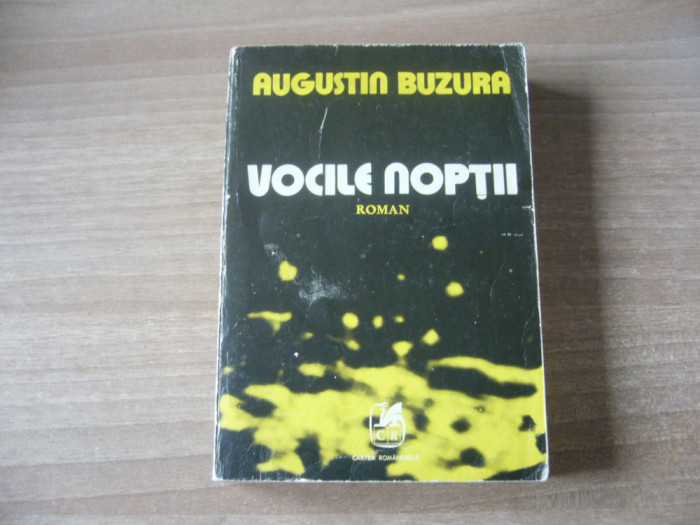 AUGUSTIN BUZURA
VOCILE NOPȚII
ROMAN
CR
CARTEA ROMÂNEASCĂ